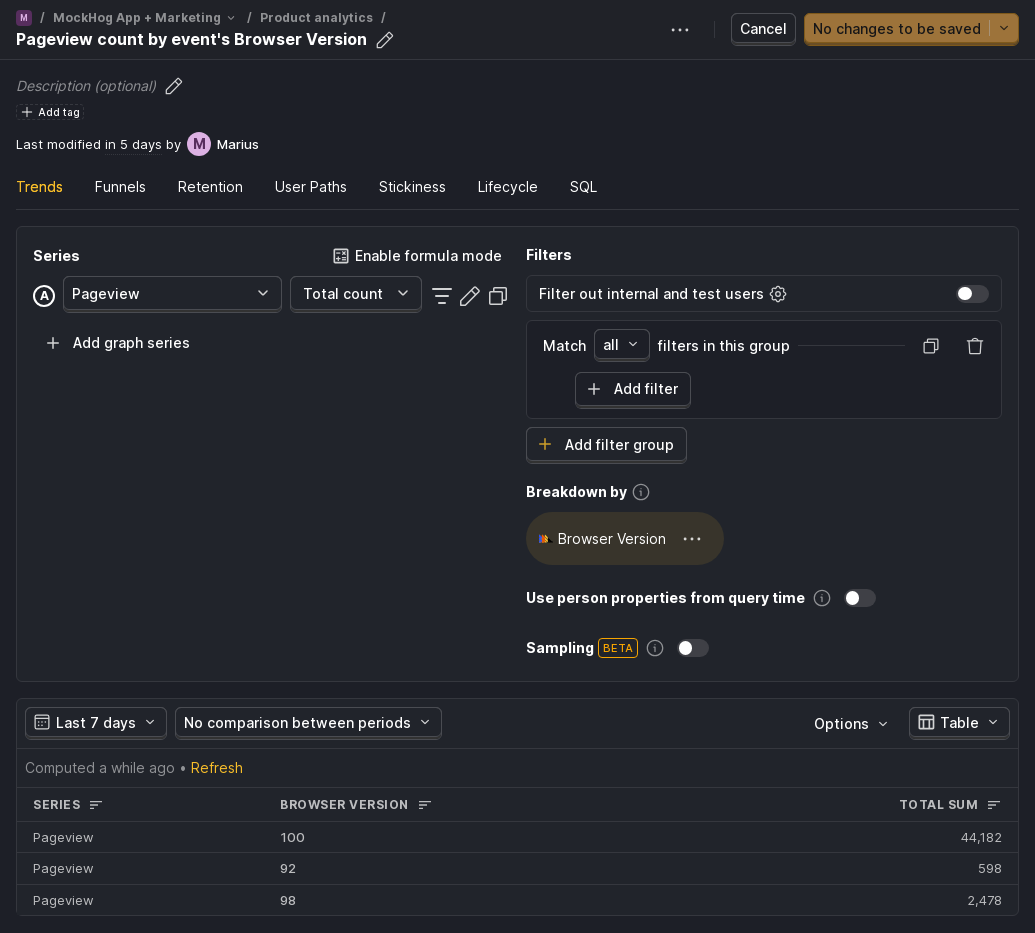 M / MockHog App + Marketing / Product analytics /
Pageview count by event's Browser Version
Cancel
No changes to be saved
Description (optional)
Add tag
Last modified in 5 days by M Marius
Trends Funnels Retention User Paths Stickiness Lifecycle SQL
Series
Enable formula mode
A Pageview Total count
Add graph series
Filters
Filter out internal and test users
Match all filters in this group
Add filter
Add filter group
Breakdown by
Browser Version
Use person properties from query time
Sampling BETA
Last 7 days No comparison between periods Options Table
Computed a while ago • Refresh
SERIES BROWSER VERSION TOTAL SUM
Pageview 100 44,182
Pageview 92 598
Pageview 98 2,478